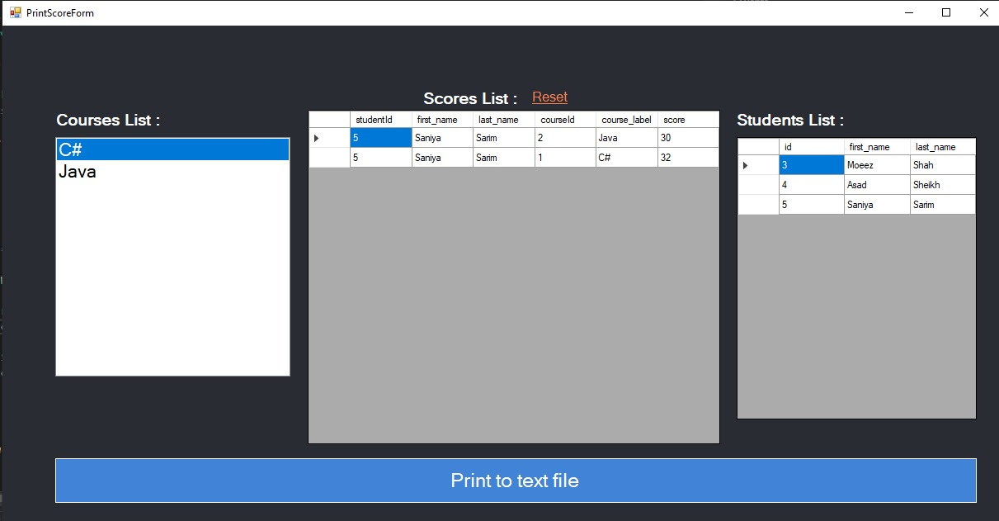 PrintScoreForm
Scores List : Reset
Courses List :
C#
Java
studentId first_name last_name courseId course_label score
5 Saniya Sarim 2 Java 30
5 Saniya Sarim 1 C# 32
Students List :
id first_name last_name
3 Moeez Shah
4 Asad Sheikh
5 Saniya Sarim
Print to text file